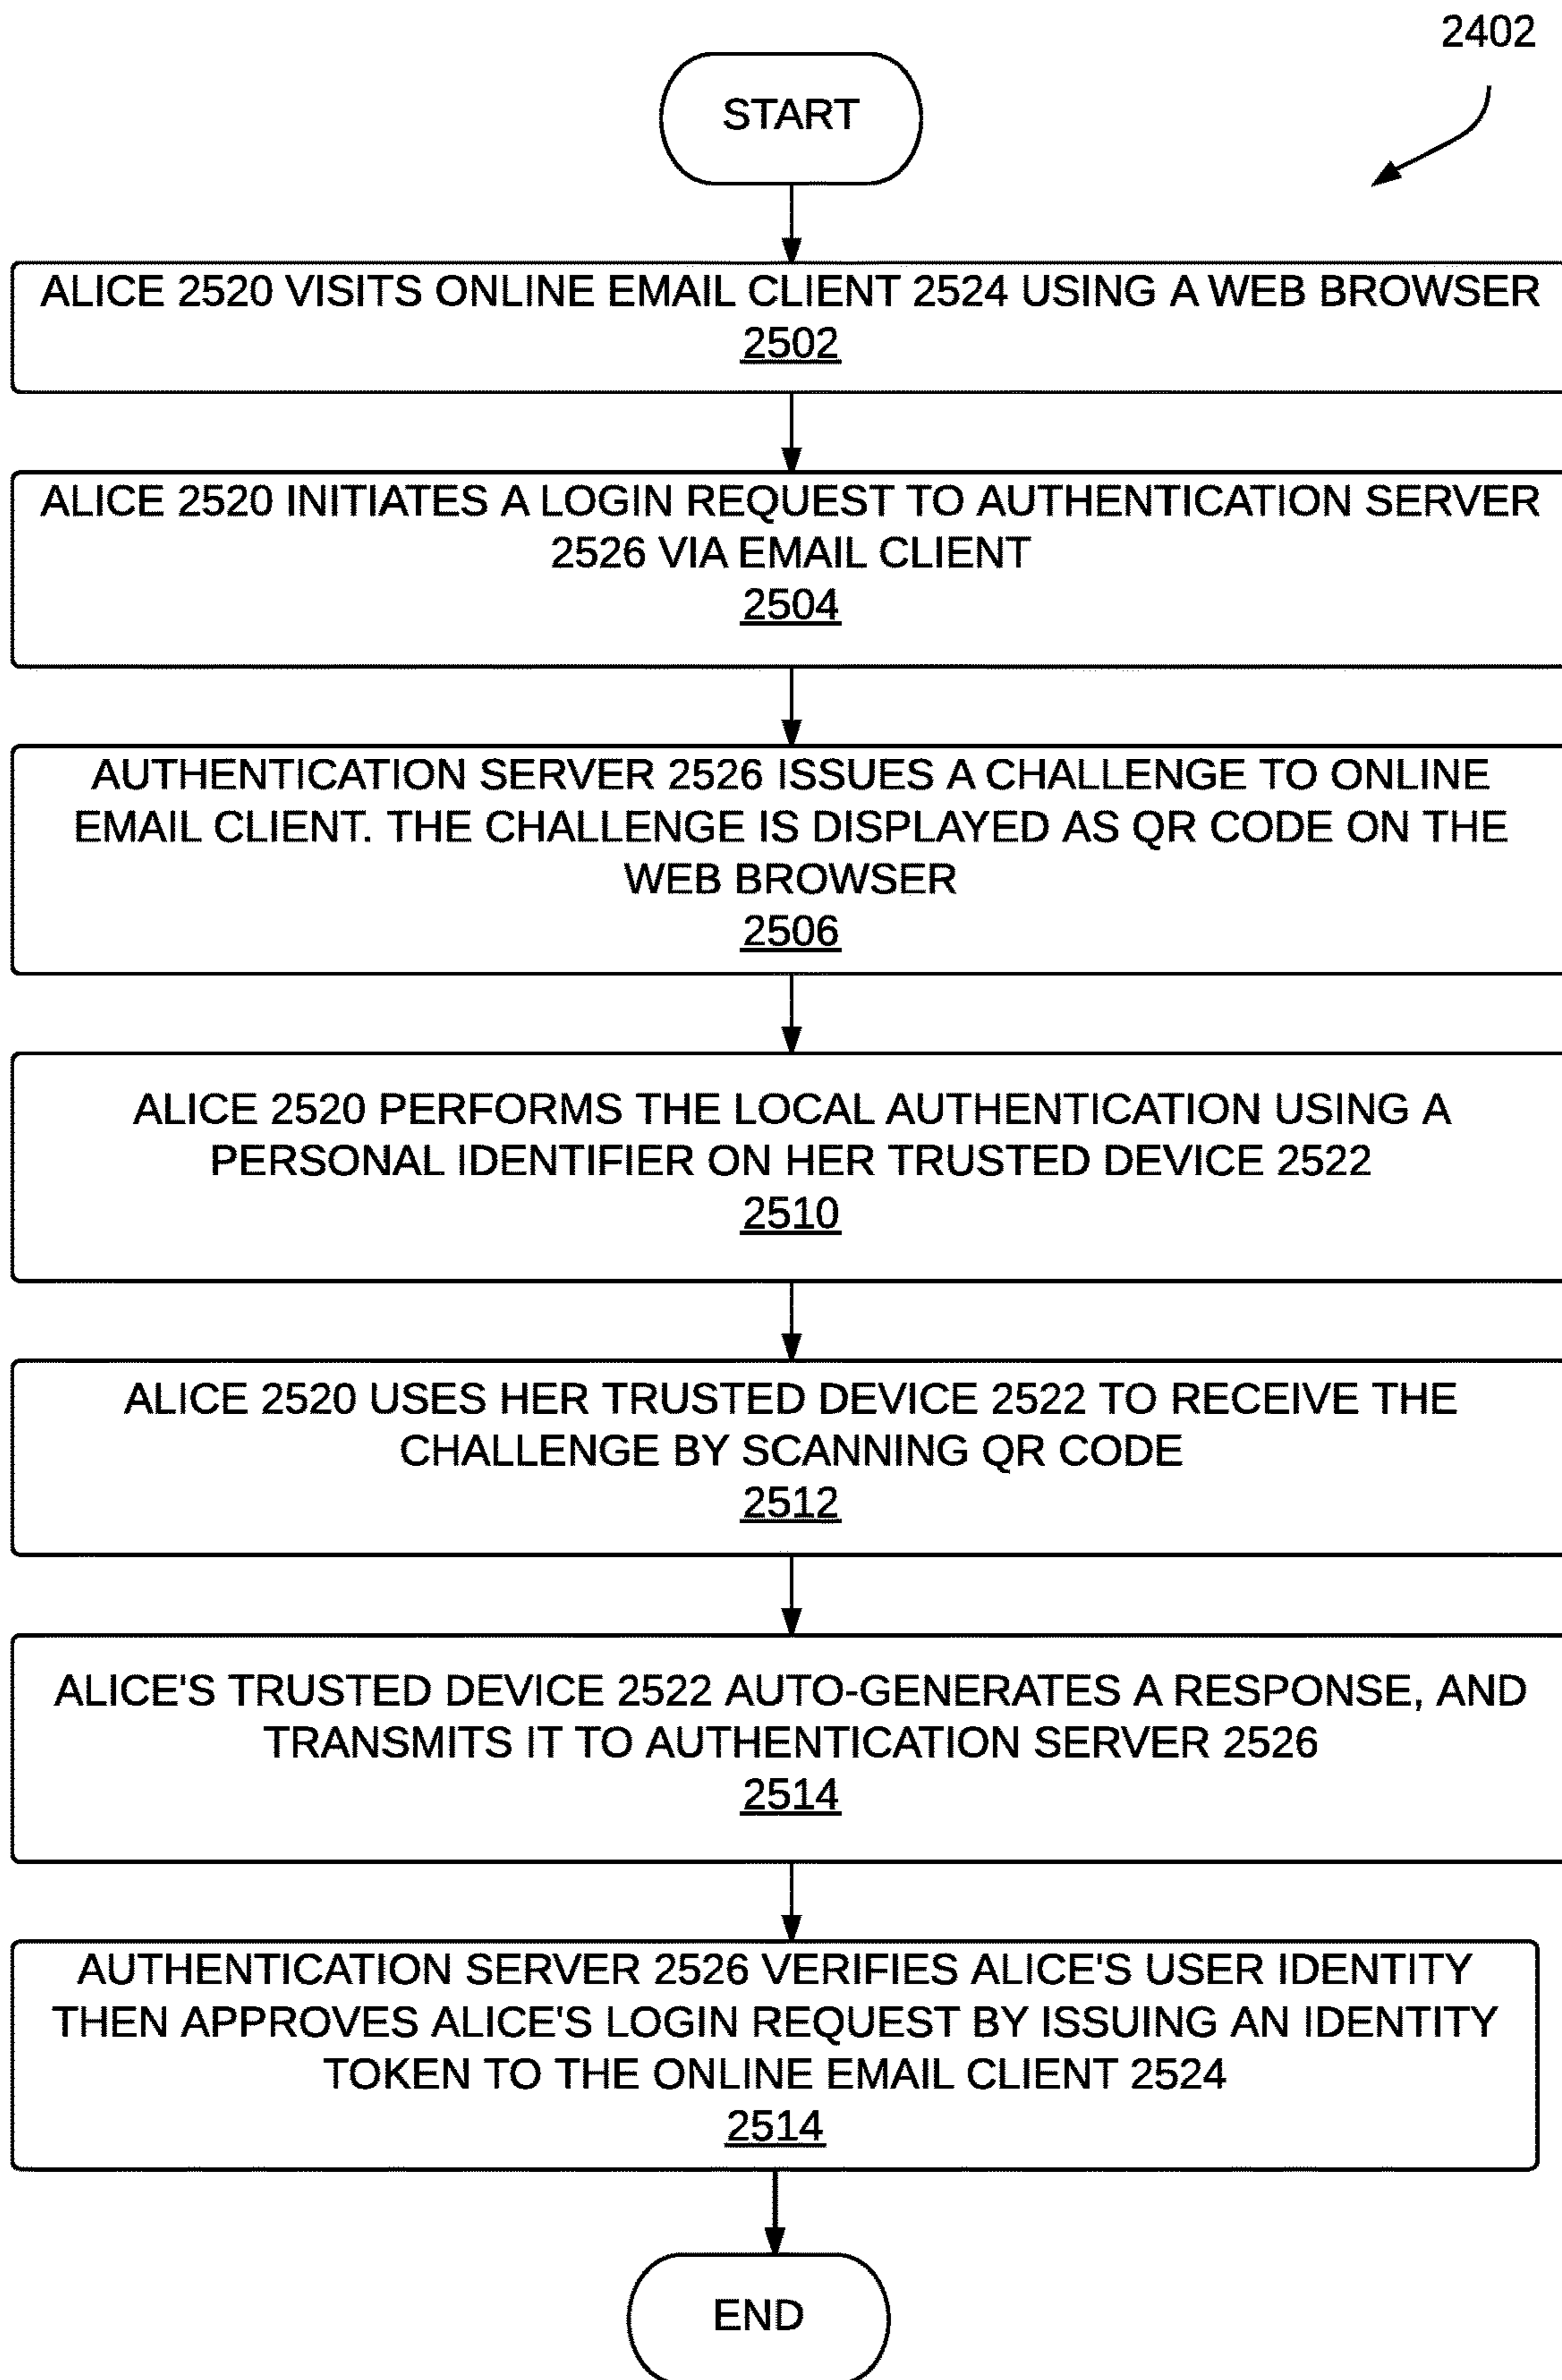 2402
START
ALICE 2520 VISITS ONLINE EMAIL CLIENT 2524 USING A WEB BROWSER
2502
ALICE 2520 INITIATES A LOGIN REQUEST TO AUTHENTICATION SERVER
2526 VIA EMAIL CLIENT
2504
AUTHENTICATION SERVER 2526 ISSUES A CHALLENGE TO ONLINE
EMAIL CLIENT. THE CHALLENGE IS DISPLAYED AS QR CODE ON THE
WEB BROWSER
2506
ALICE 2520 PERFORMS THE LOCAL AUTHENTICATION USING A
PERSONAL IDENTIFIER ON HER TRUSTED DEVICE 2522
2510
ALICE 2520 USES HER TRUSTED DEVICE 2522 TO RECEIVE THE
CHALLENGE BY SCANNING QR CODE
2512
ALICE'S TRUSTED DEVICE 2522 AUTO-GENERATES A RESPONSE, AND
TRANSMITS IT TO AUTHENTICATION SERVER 2526
2514
AUTHENTICATION SERVER 2526 VERIFIES ALICE'S USER IDENTITY
THEN APPROVES ALICE'S LOGIN REQUEST BY ISSUING AN IDENTITY
TOKEN TO THE ONLINE EMAIL CLIENT 2524
2514
END